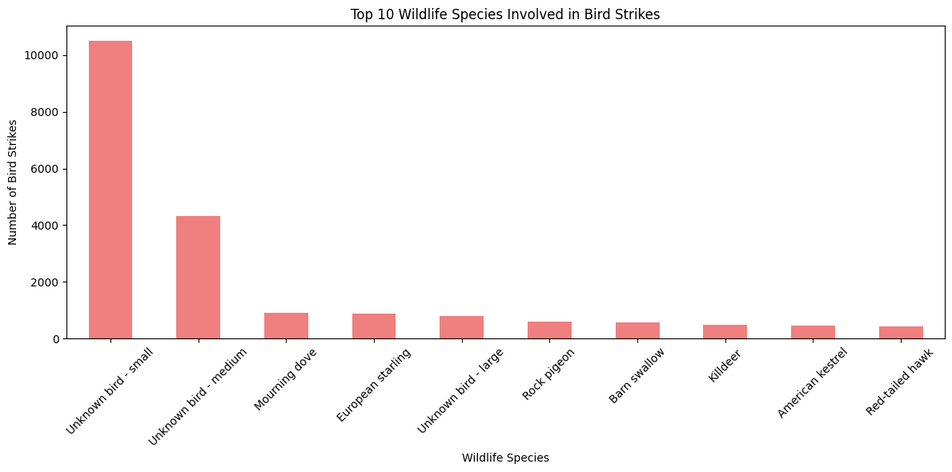 Top 10 Wildlife Species Involved in Bird Strikes
Number of Bird Strikes
10000
8000
6000
4000
2000
0
Unknown bird - small
Unknown bird - medium
Mourning dove
European starling
Unknown bird - large
Rock pigeon
Barn swallow
Killdeer
American kestrel
Red-tailed hawk
Wildlife Species